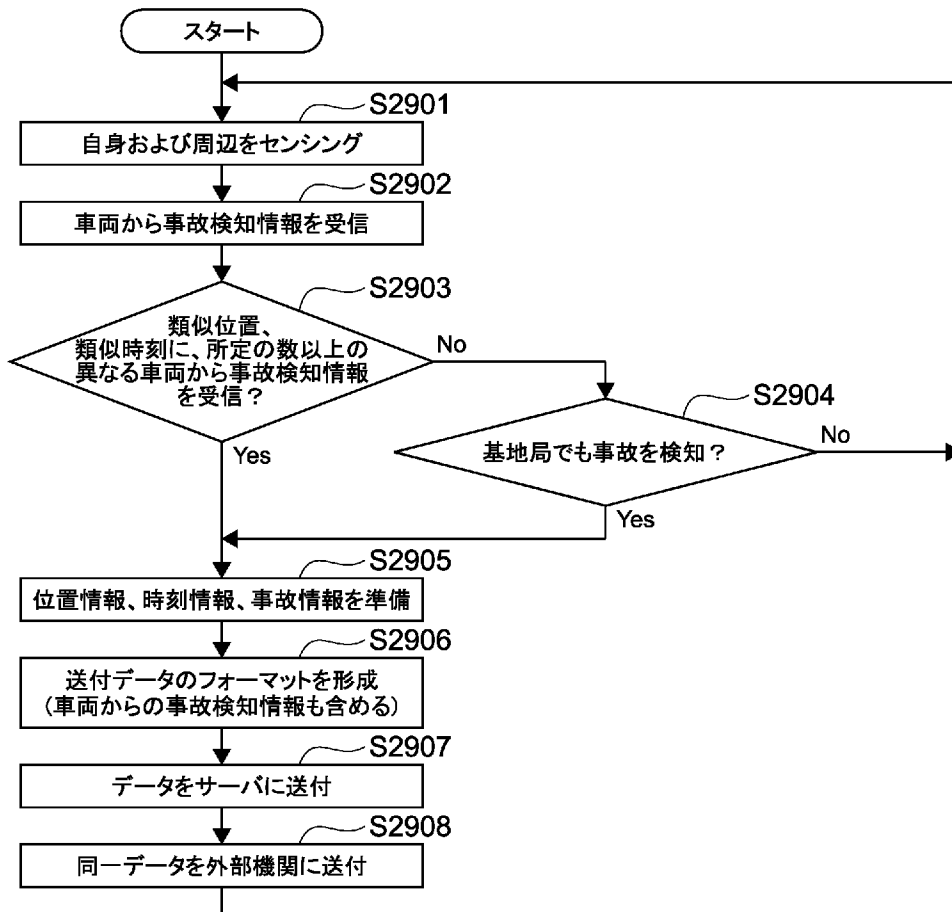 スタート
S2901
自身および周辺をセンシング
S2902
車両から事故検知情報を受信
S2903
類似位置、
類似時刻に、所定の数以上の
異なる車両から事故検知情報
を受信？
No
Yes
S2904
基地局でも事故を検知？
No
Yes
S2905
位置情報、時刻情報、事故情報を準備
S2906
送付データのフォーマットを形成
(車両からの事故検知情報も含める)
S2907
データをサーバに送付
S2908
同一データを外部機関に送付